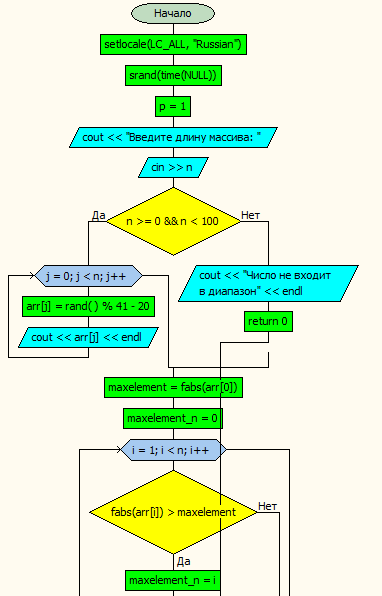 Начало
setlocale(LC_ALL, "Russian")
srand(time(NULL))
p = 1
cout << "Введите длину массива: "
cin >> n
n >= 0 && n < 100
Да
Нет
j = 0; j < n; j++
arr[j] = rand( ) % 41 - 20
cout << arr[j] << endl
cout << "Число не входит
в диапазон" << endl
return 0
maxelement = fabs(arr[0])
maxelement_n = 0
i = 1; i < n; i++
fabs(arr[i]) > maxelement
Нет
Да
maxelement_n = i